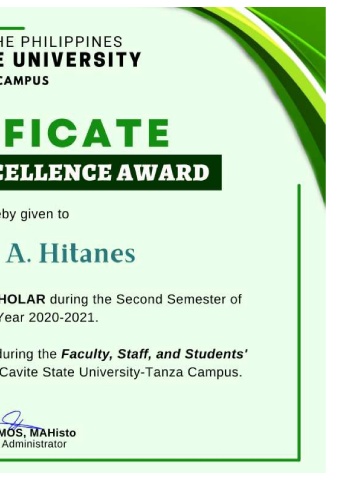 HE PHILIPPINES
E UNIVERSITY
CAMPUS
FICATE
CELLENCE AWARD
eby given to
A. Hitanes
HOLAR during the Second Semester of
Year 2020-2021.
during the Faculty, Staff, and Students'
Cavite State University-Tanza Campus.
MOS, MAHisto
Administrator